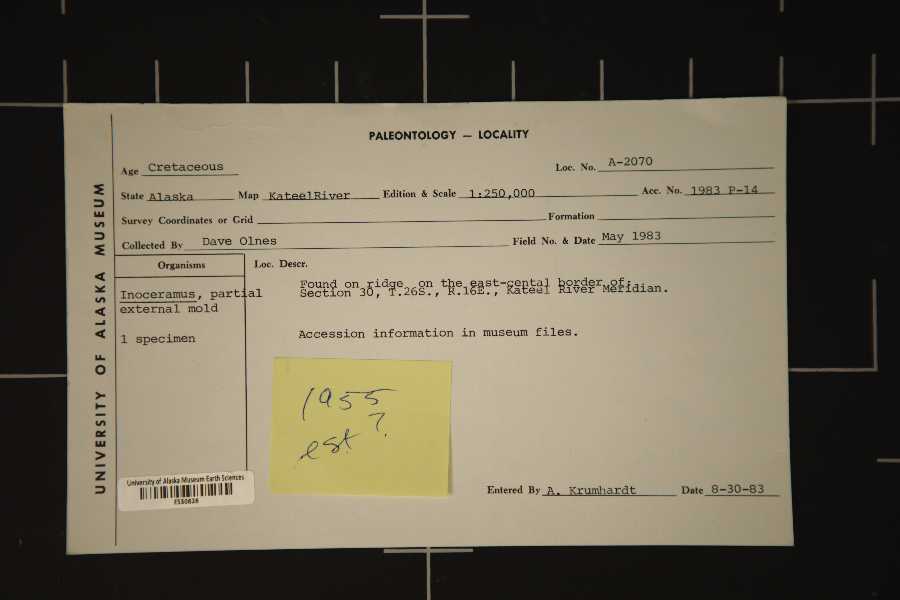 PALEONTOLOGY — LOCALITY
Age Cretaceous Loc. No. A-2070
State Alaska Map KateelRiver Edition & Scale 1:250,000 Acc. No. 1983 P-14
Survey Coordinates or Grid Formation
Collected By Dave Olnes Field No. & Date May 1983
Organisms Loc. Descr.
Found on ridge on the east-cental border of:
Inoceramus, partial Section 30, T.26S., R.16E., Kateel River Meridian.
external mold
1 specimen Accession information in museum files.
1955
est?
University of Alaska Museum Earth Sciences
Entered By A. Krumhardt Date 8-30-83
UNIVERSITY OF ALASKA MUSEUM